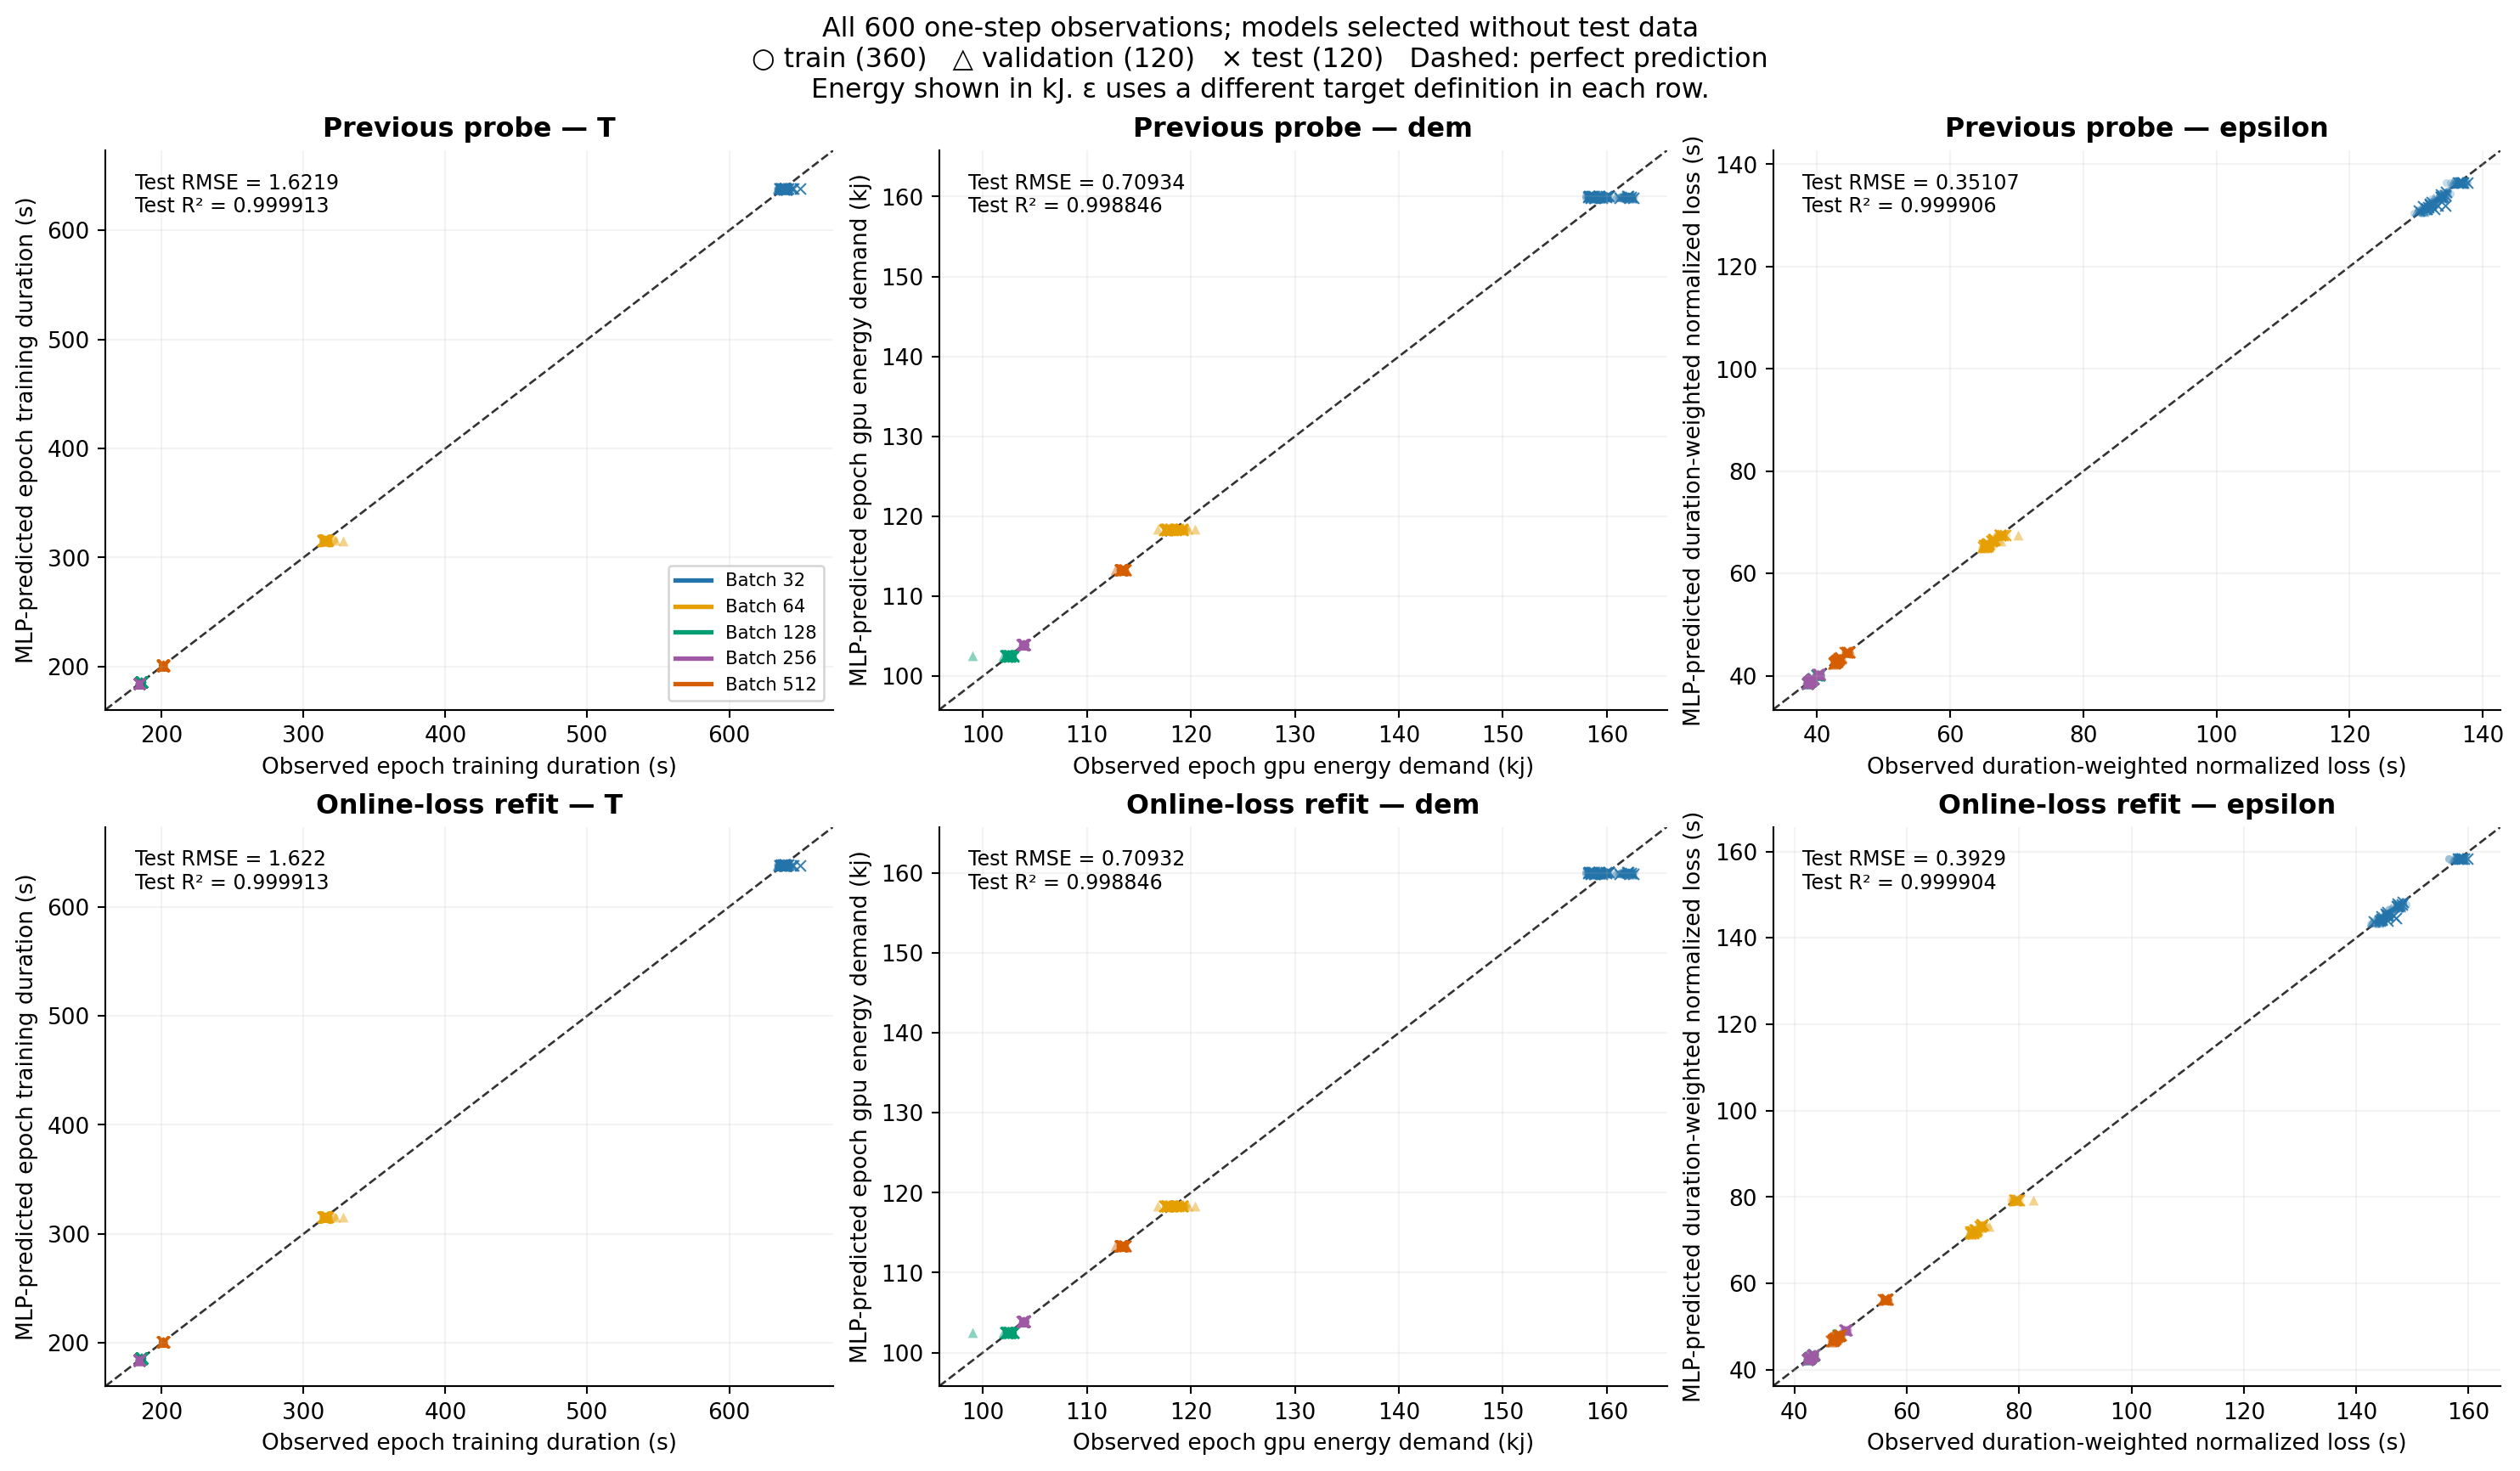 All 600 one-step observations; models selected without test data
○ train (360)   △ validation (120)   × test (120)   Dashed: perfect prediction
Energy shown in kJ. ε uses a different target definition in each row.
Previous probe — T
Test RMSE = 1.6219
Test R² = 0.999913
MLP-predicted epoch training duration (s)
600
500
400
300
200
Batch 32
Batch 64
Batch 128
Batch 256
Batch 512
200 300 400 500 600
Observed epoch training duration (s)
Previous probe — dem
Test RMSE = 0.70934
Test R² = 0.998846
MLP-predicted epoch gpu energy demand (kj)
160
150
140
130
120
110
100
100 110 120 130 140 150 160
Observed epoch gpu energy demand (kj)
Previous probe — epsilon
Test RMSE = 0.35107
Test R² = 0.999906
MLP-predicted duration-weighted normalized loss (s)
140
120
100
80
60
40
40 60 80 100 120 140
Observed duration-weighted normalized loss (s)
Online-loss refit — T
Test RMSE = 1.622
Test R² = 0.999913
MLP-predicted epoch training duration (s)
600
500
400
300
200
200 300 400 500 600
Observed epoch training duration (s)
Online-loss refit — dem
Test RMSE = 0.70932
Test R² = 0.998846
MLP-predicted epoch gpu energy demand (kj)
160
150
140
130
120
110
100
100 110 120 130 140 150 160
Observed epoch gpu energy demand (kj)
Online-loss refit — epsilon
Test RMSE = 0.3929
Test R² = 0.999904
MLP-predicted duration-weighted normalized loss (s)
160
140
120
100
80
60
40
40 60 80 100 120 140 160
Observed duration-weighted normalized loss (s)